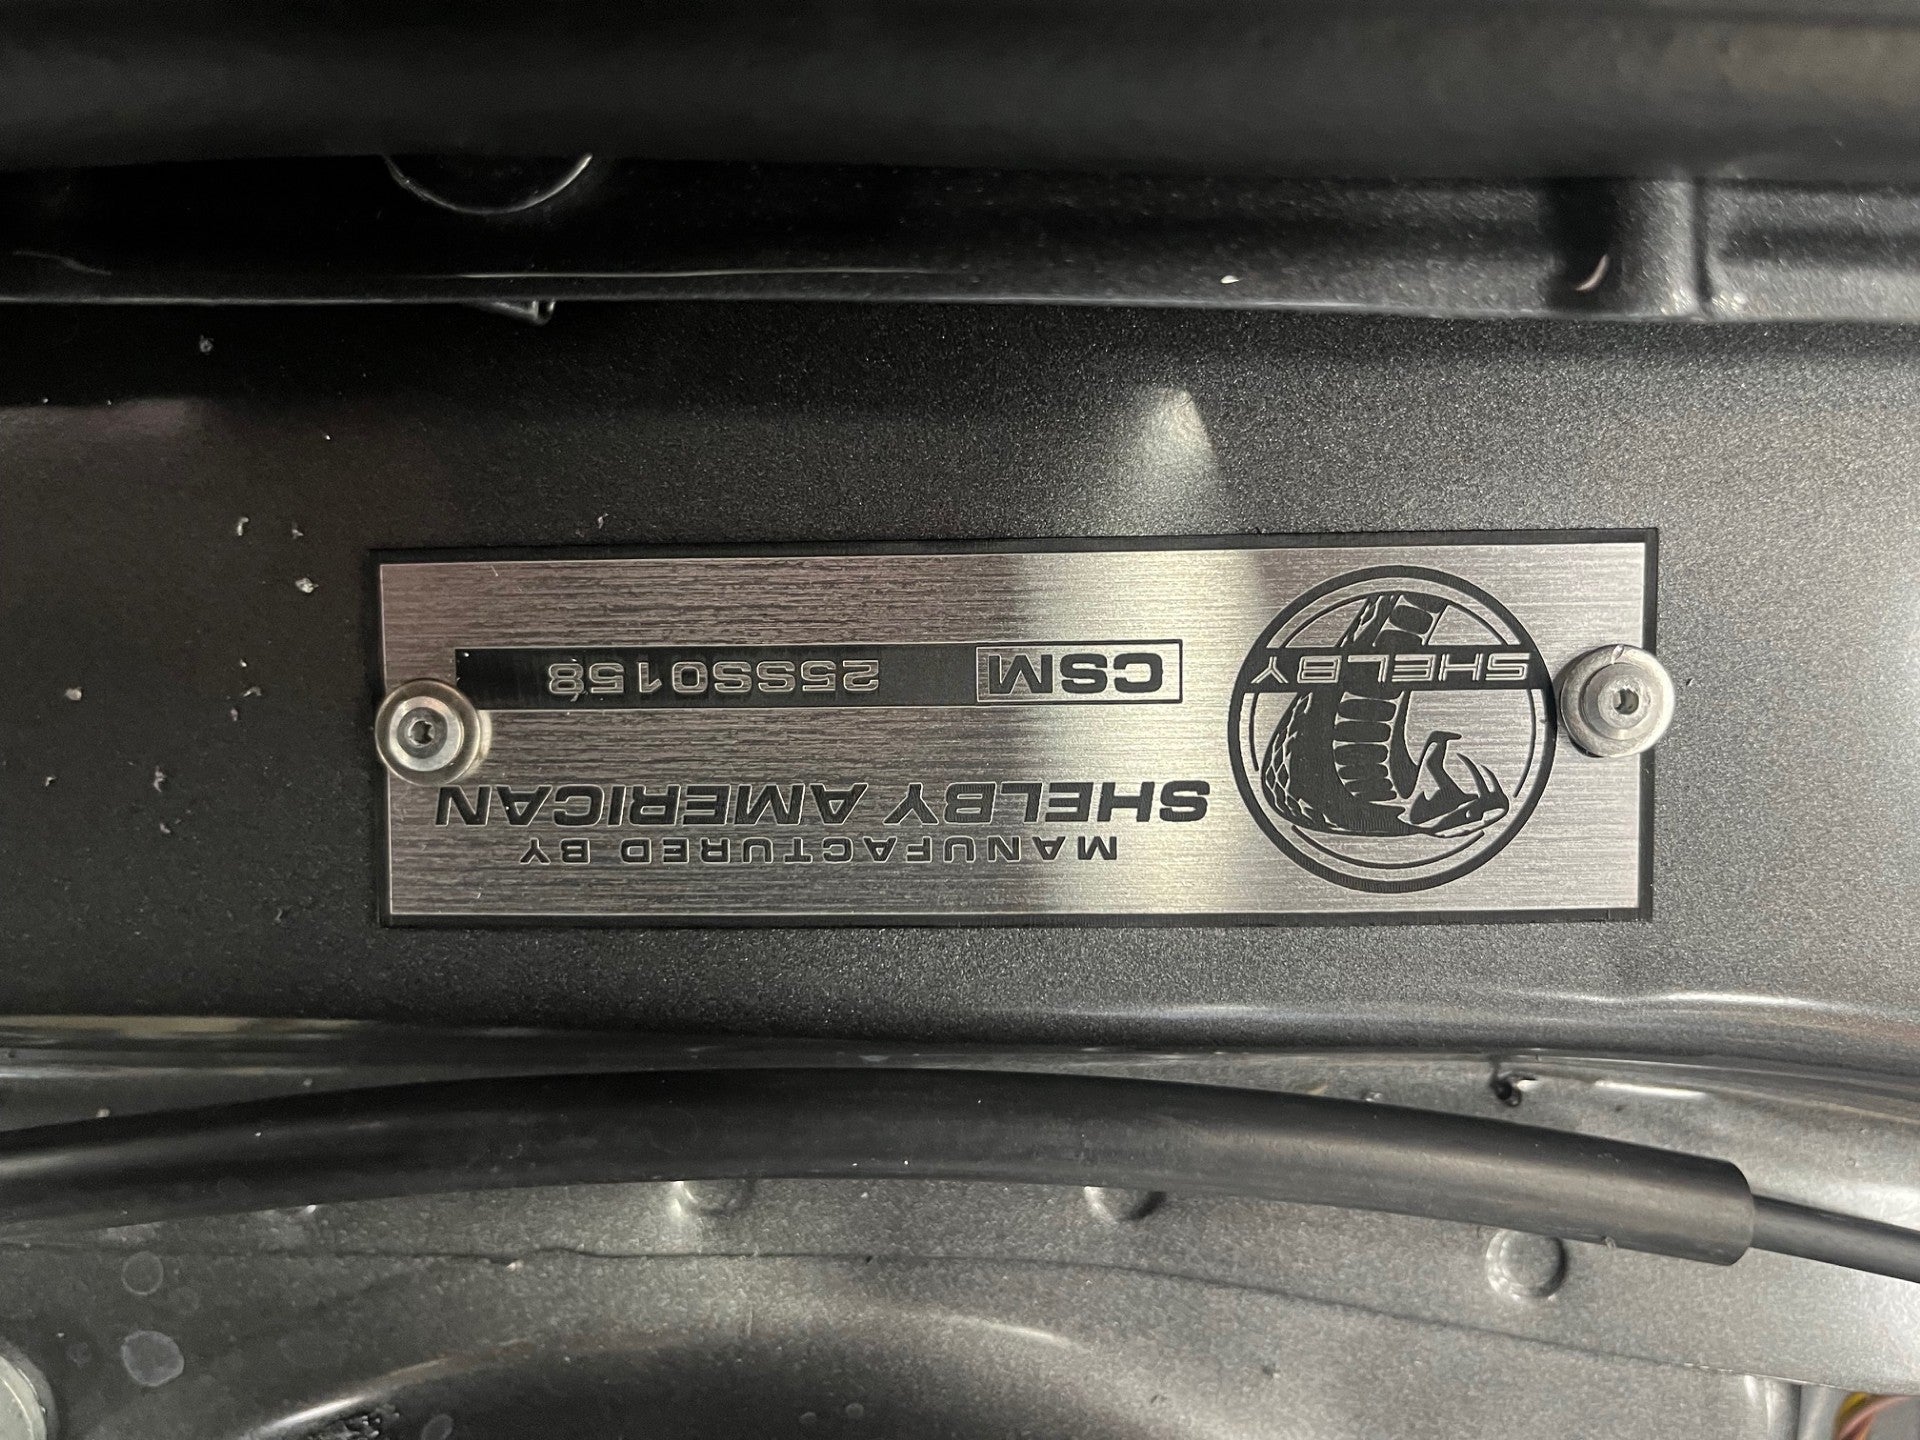 SHELBY
MANUFACTURED BY
SHELBY AMERICAN
CSM 25SS0158